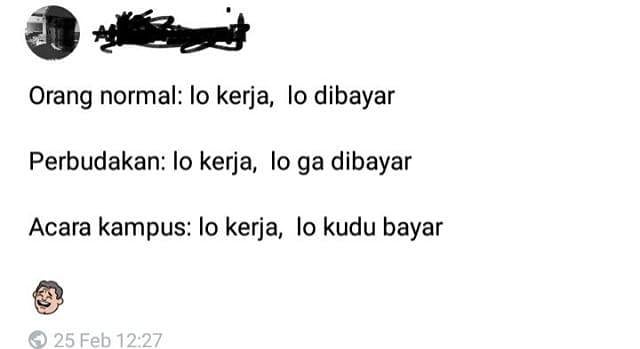 Orang normal: lo kerja, lo dibayar
Perbudakan: lo kerja, lo ga dibayar
Acara kampus: lo kerja, lo kudu bayar
25 Feb 12:27